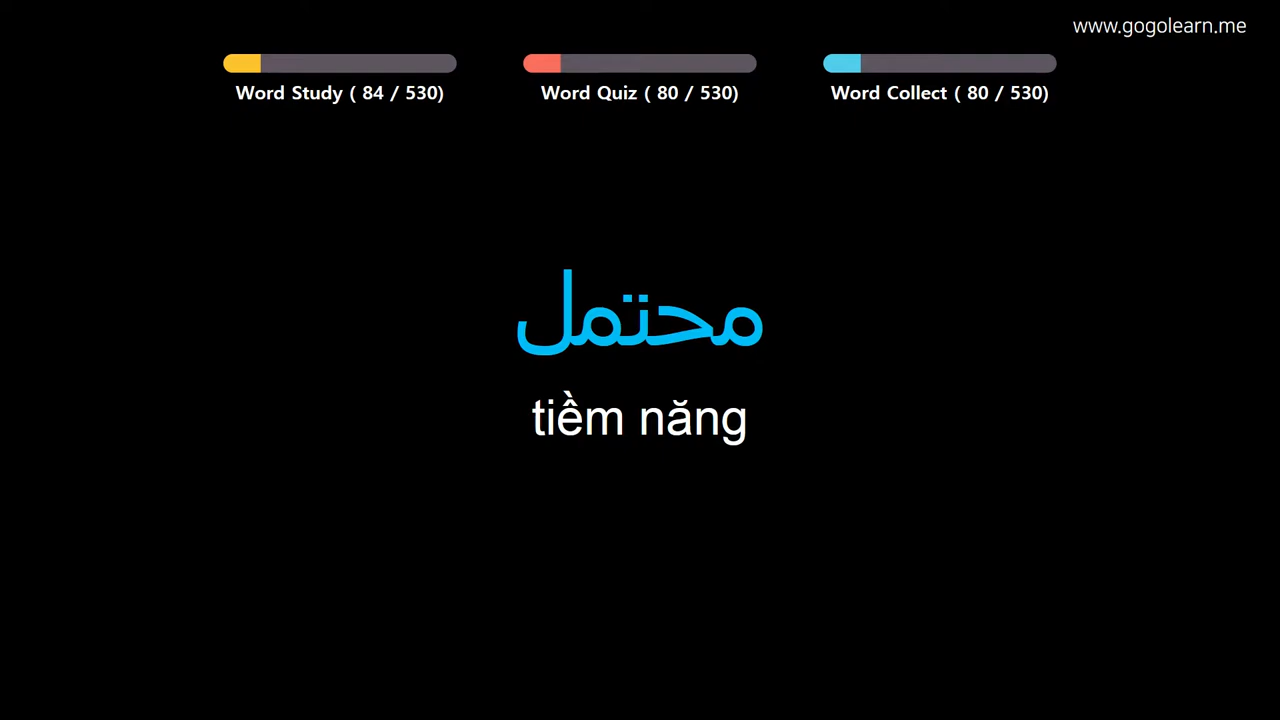 www.gogolearn.me
Word Study ( 84 / 530)
Word Quiz ( 80 / 530)
Word Collect ( 80 / 530)
محتمل
tiềm năng